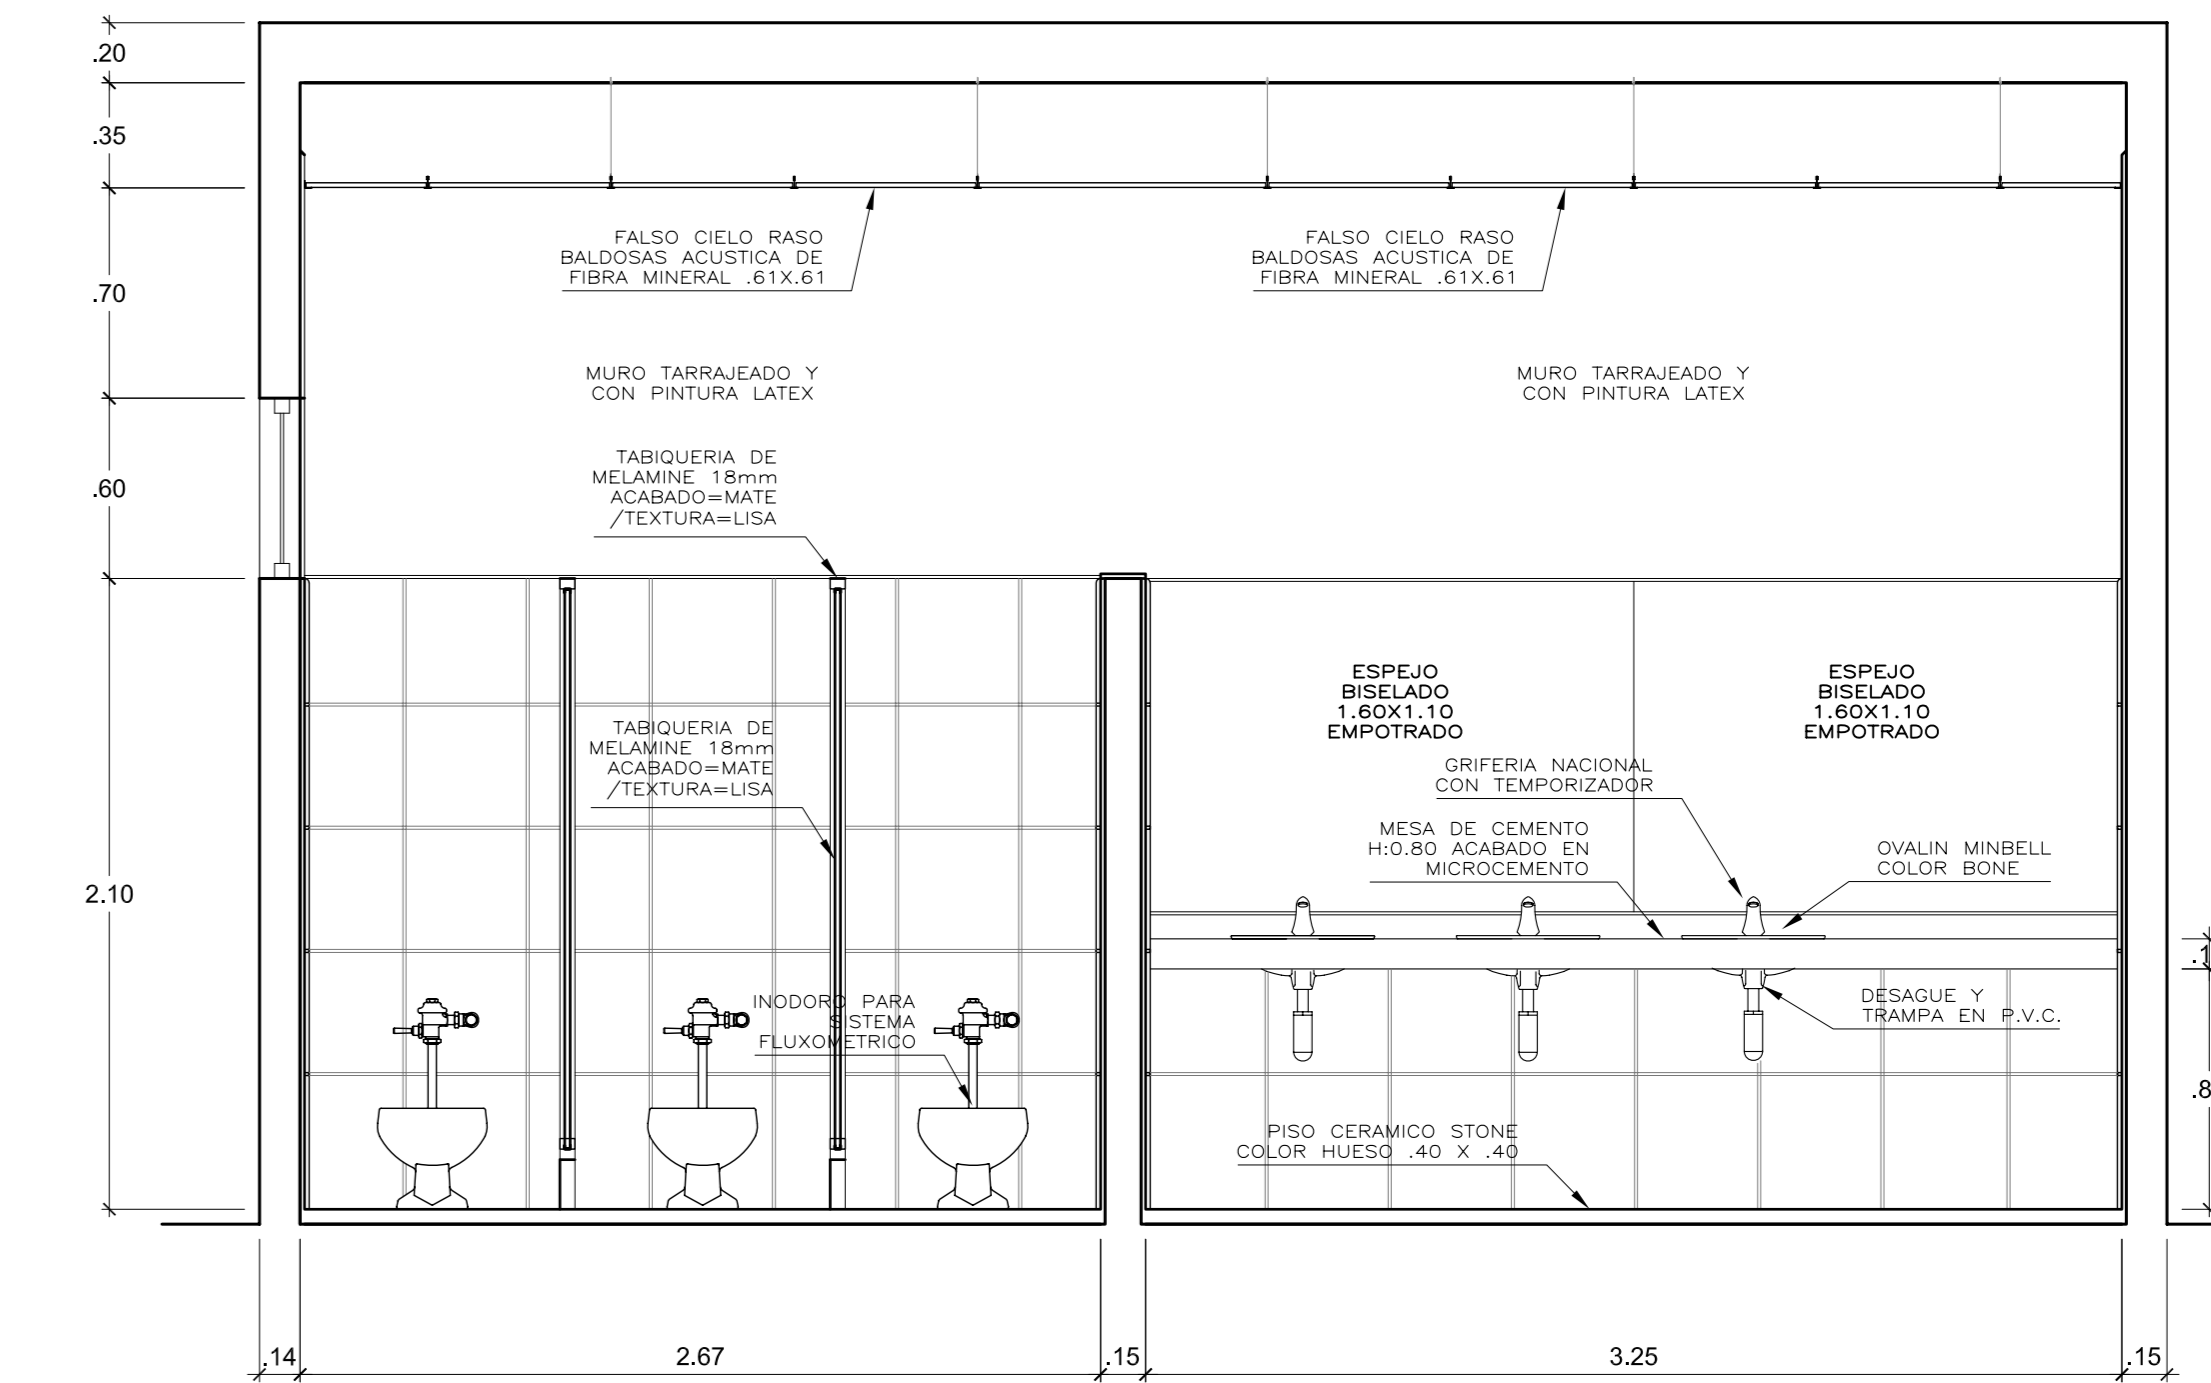 .20
.35
.70
.60
2.10
FALSO CIELO RASO
BALDOSAS ACUSTICA DE
FIBRA MINERAL .61X.61
FALSO CIELO RASO
BALDOSAS ACUSTICA DE
FIBRA MINERAL .61X.61
MURO TARRAJEADO Y
CON PINTURA LATEX
MURO TARRAJEADO Y
CON PINTURA LATEX
TABIQUERIA DE
MELAMINE 18mm
ACABADO=MATE
/TEXTURA=LISA
TABIQUERIA DE
MELAMINE 18mm
ACABADO=MATE
/TEXTURA=LISA
ESPEJO
BISELADO
1.60X1.10
EMPOTRADO
ESPEJO
BISELADO
1.60X1.10
EMPOTRADO
GRIFERIA NACIONAL
CON TEMPORIZADOR
MESA DE CEMENTO
H:0.80 ACABADO EN
MICROCEMENTO
OVALIN MINBELL
COLOR BONE
INODORO PARA
SISTEMA
FLUXOMETRICO
DESAGUE Y
TRAMPA EN P.V.C.
PISO CERAMICO STONE
COLOR HUESO .40 X .40
.1
.8
.14
2.67
.15
3.25
.15